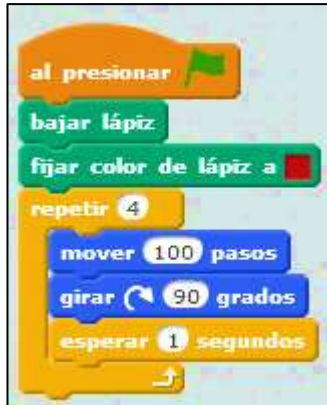 al presionar
bajar lápiz
fijar color de lápiz a
repetir 4
mover 100 pasos
girar 90 grados
esperar 1 segundos